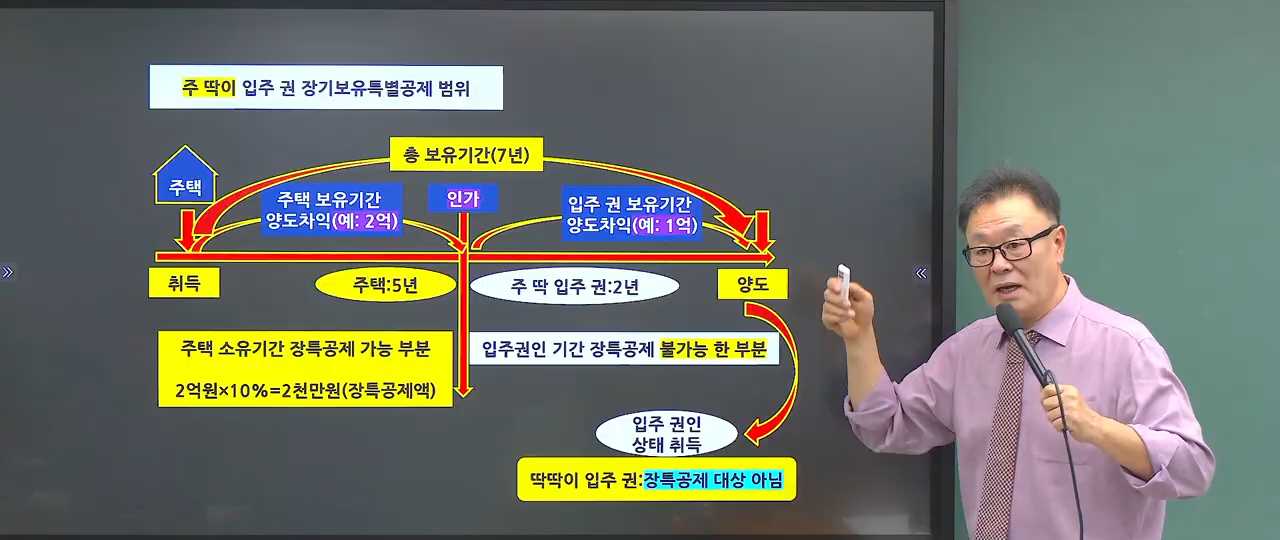 주 딱이 입주 권 장기보유특별공제 범위
총 보유기간(7년)
주택
주택 보유기간
양도차익(예: 2억)
인가
입주 권 보유기간
양도차익(예: 1억)
취득
주택:5년
주 딱 입주 권:2년
양도
주택 소유기간 장특공제 가능 부분
2억원×10%=2천만원(장특공제액)
입주권인 기간 장특공제 불가능 한 부분
입주 권인
상태 취득
딱딱이 입주 권:장특공제 대상 아님